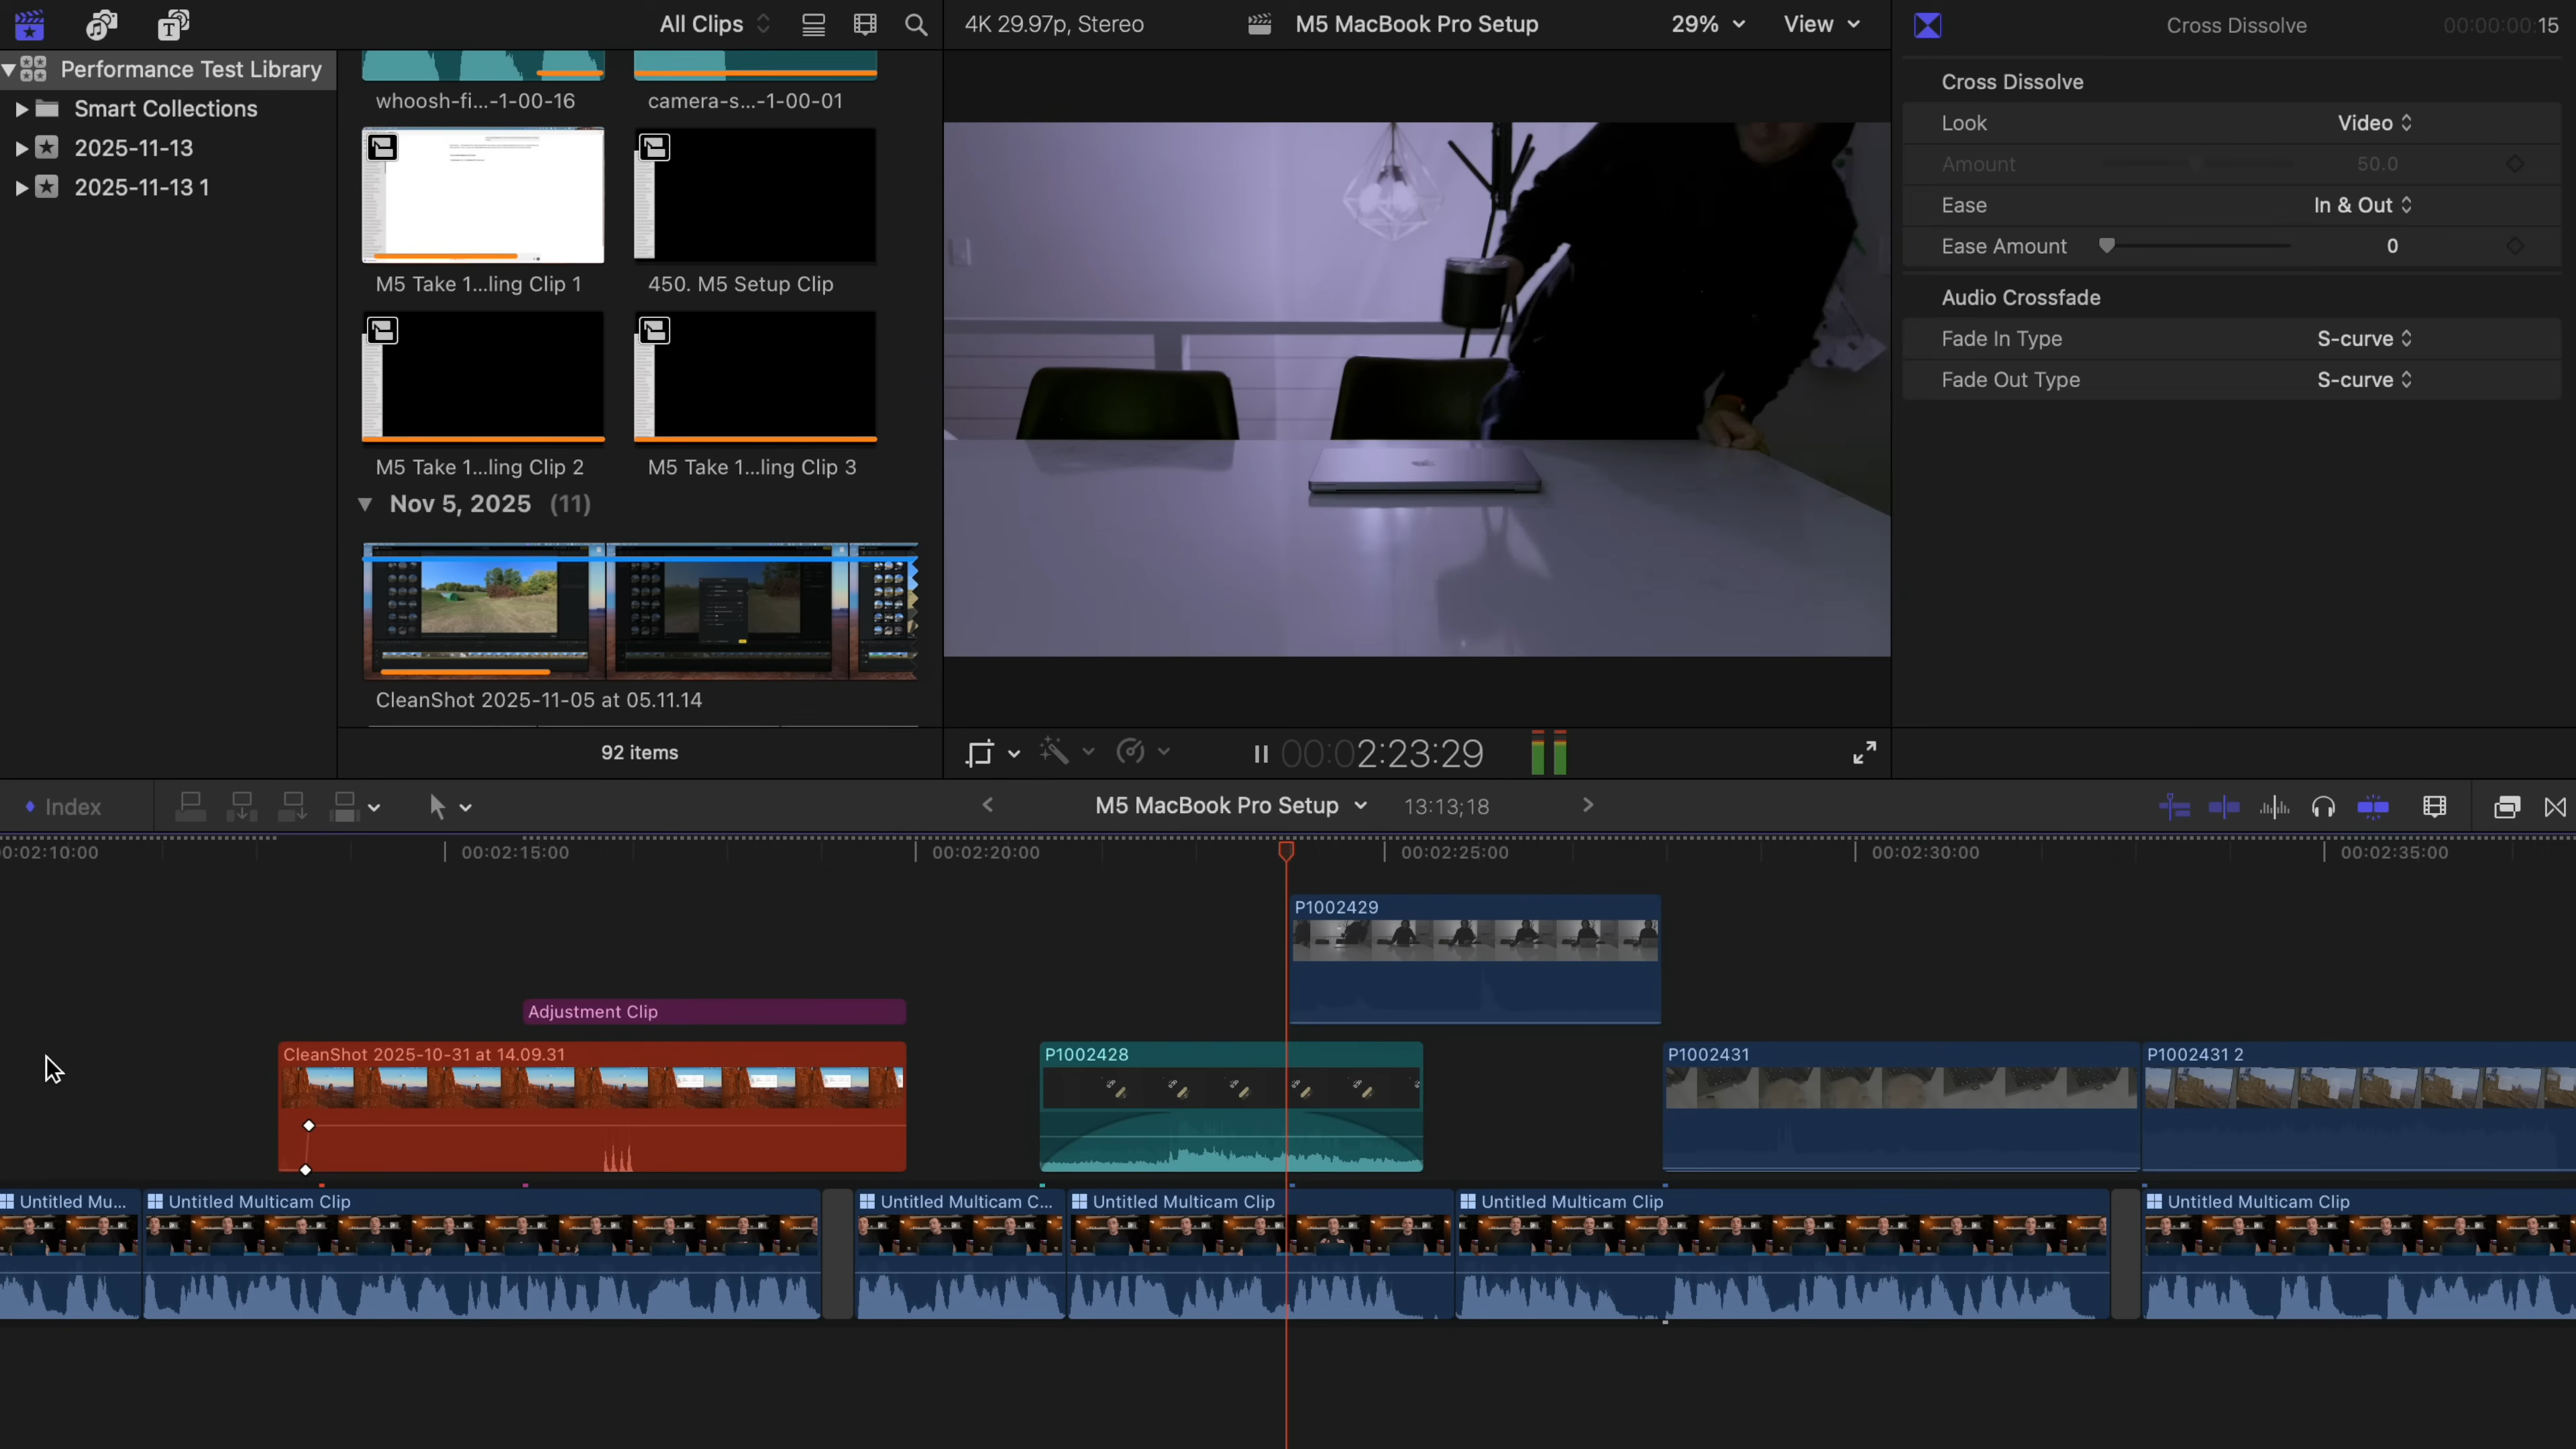 All Clips
4K 29.97p, Stereo
M5 MacBook Pro Setup
29%
View
Cross Dissolve
00:00:00:15
Performance Test Library
Smart Collections
2025-11-13
2025-11-13 1
whoosh-fi...-1-00-16
camera-s...-1-00-01
M5 Take 1...ling Clip 1
450. M5 Setup Clip
M5 Take 1...ling Clip 2
M5 Take 1...ling Clip 3
Nov 5, 2025 (11)
CleanShot 2025-11-05 at 05.11.14
92 items
Cross Dissolve
Look
Video
Amount
50.0
Ease
In & Out
Ease Amount
0
Audio Crossfade
Fade In Type
S-curve
Fade Out Type
S-curve
00:02:23:29
Index
M5 MacBook Pro Setup
13:13;18
0:02:10:00
00:02:15:00
00:02:20:00
00:02:25:00
00:02:30:00
00:02:35:00
P1002429
Adjustment Clip
CleanShot 2025-10-31 at 14.09.31
P1002428
P1002431
P1002431 2
Untitled Mu...
Untitled Multicam Clip
Untitled Multicam C...
Untitled Multicam Clip
Untitled Multicam Clip
Untitled Multicam Clip